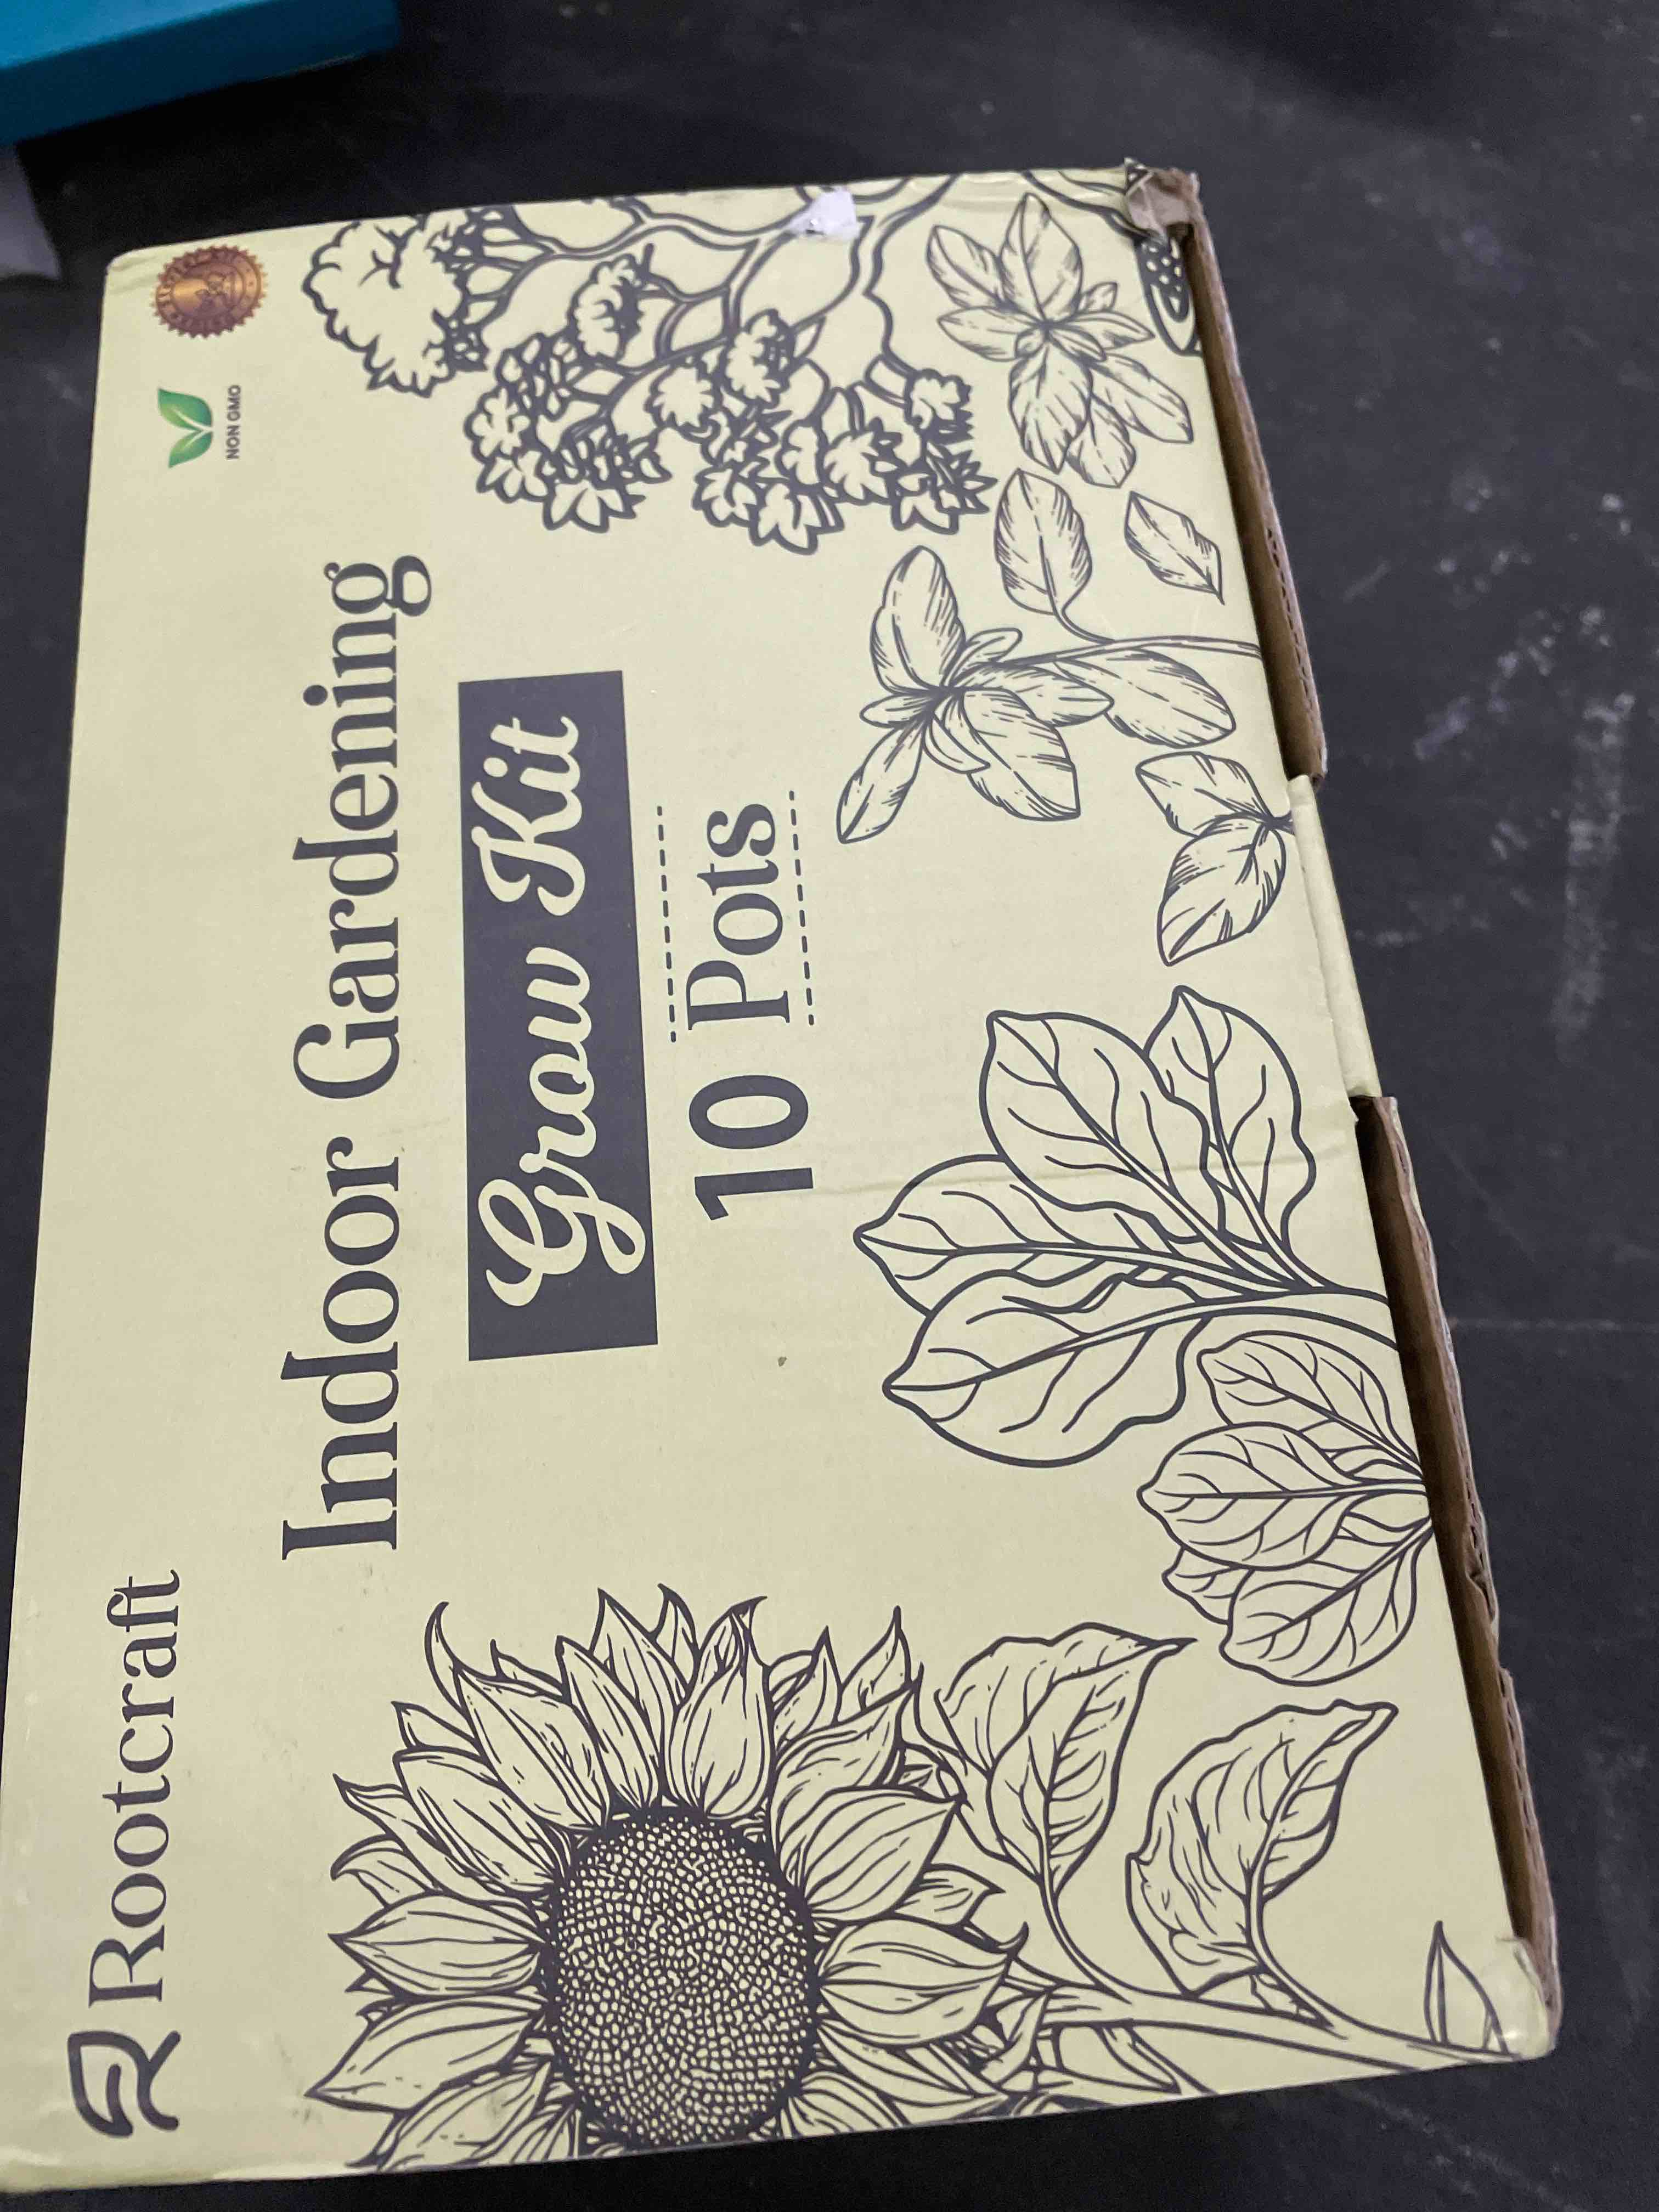 Rootcraft
NON GMO
Indoor Gardening
Grow Kit
10 Pots